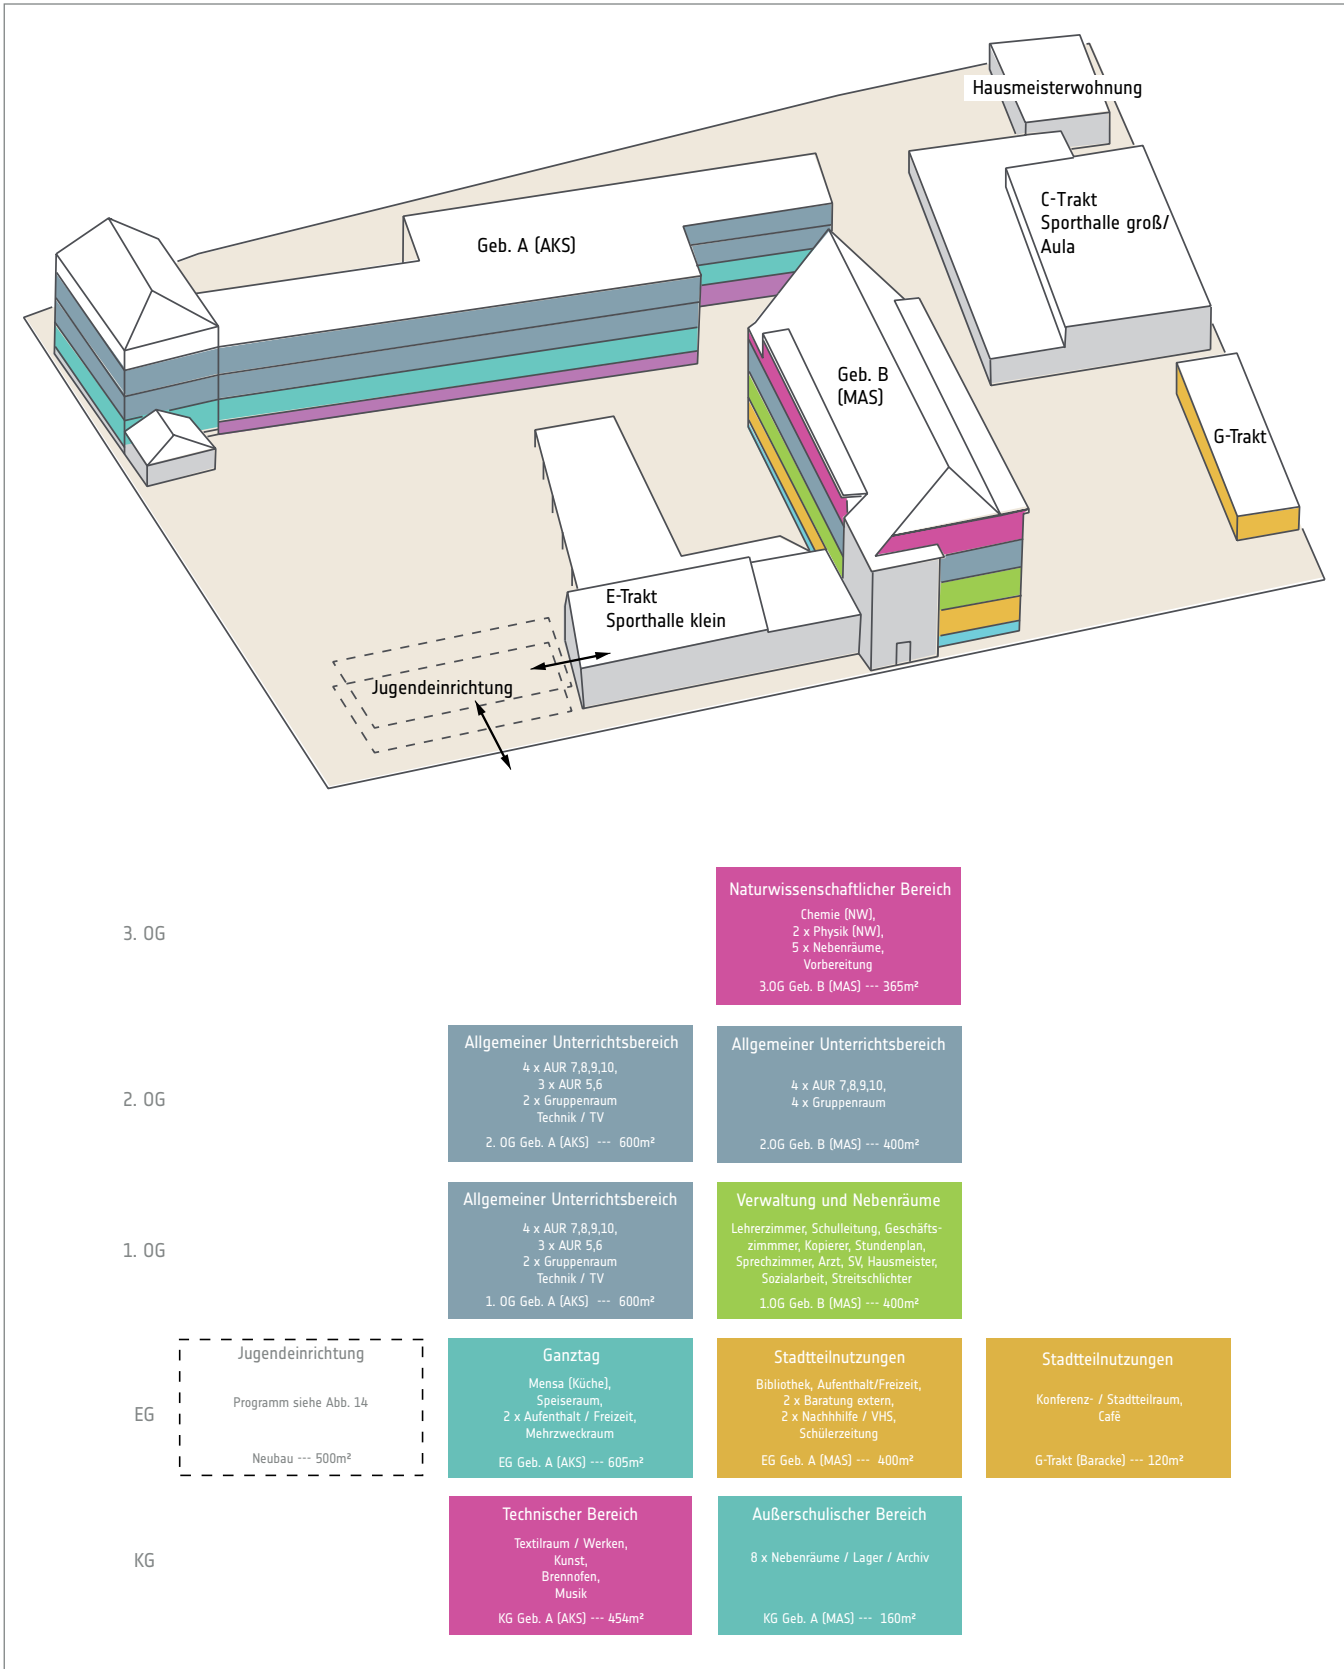 Hausmeisterwohnung
C-Trakt
Sporthalle groß/
Aula
Geb. A (AKS)
Geb. B
(MAS)
G-Trakt
E-Trakt
Sporthalle klein
Jugendeinrichtung
3. OG
Naturwissenschaftlicher Bereich
Chemie (NW),
2 x Physik (NW),
5 x Nebenräume,
Vorbereitung
3.OG Geb. B (MAS) --- 365m²
2. OG
Allgemeiner Unterrichtsbereich
4 x AUR 7,8,9,10,
3 x AUR 5,6
2 x Gruppenraum
Technik / TV
2. OG Geb. A (AKS) --- 600m²
Allgemeiner Unterrichtsbereich
4 x AUR 7,8,9,10,
4 x Gruppenraum
2.OG Geb. B (MAS) --- 400m²
1. OG
Allgemeiner Unterrichtsbereich
4 x AUR 7,8,9,10,
3 x AUR 5,6
2 x Gruppenraum
Technik / TV
1. OG Geb. A (AKS) --- 600m²
Verwaltung und Nebenräume
Lehrerzimmer, Schulleitung, Geschäfts-
zimmmer, Kopierer, Stundenplan,
Sprechzimmer, Arzt, SV, Hausmeister,
Sozialarbeit, Streitschlichter
1.OG Geb. B (MAS) --- 400m²
EG
Jugendeinrichtung
Programm siehe Abb. 14
Neubau --- 500m²
Ganztag
Mensa (Küche),
Speiseraum,
2 x Aufenthalt / Freizeit,
Mehrzweckraum
EG Geb. A (AKS) --- 605m²
Stadtteilnutzungen
Bibliothek, Aufenthalt/Freizeit,
2 x Baratung extern,
2 x Nachhhilfe / VHS,
Schülerzeitung
EG Geb. A (MAS) --- 400m²
Stadtteilnutzungen
Konferenz- / Stadtteilraum,
Café
G-Trakt (Baracke) --- 120m²
KG
Technischer Bereich
Textilraum / Werken,
Kunst,
Brennofen,
Musik
KG Geb. A (AKS) --- 454m²
Außerschulischer Bereich
8 x Nebenräume / Lager / Archiv
KG Geb. A (MAS) --- 160m²